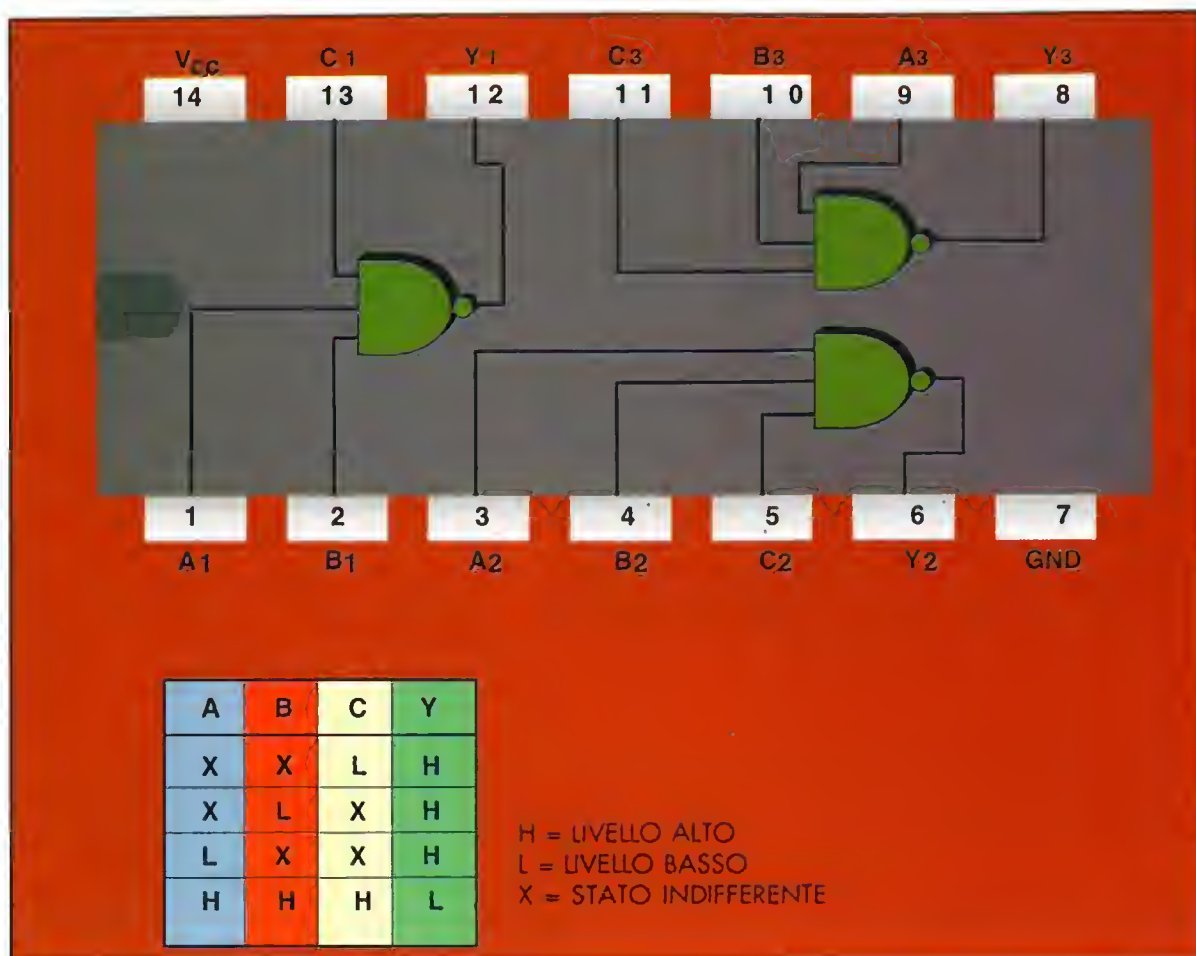 Vcc C1 Y1 C3 B3 A3 Y3
14 13 12 11 10 9 8
1 2 3 4 5 6 7
A1 B1 A2 B2 C2 Y2 GND
A B C Y
X X L H
X L X H
L X X H
H H H L
H = LIVELLO ALTO
L = LIVELLO BASSO
X = STATO INDIFFERENTE